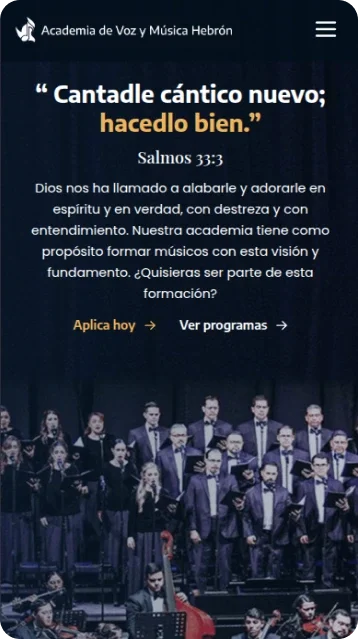 Academia de Voz y Música Hebrón
“ Cantadle cántico nuevo;
hacedlo bien.”
Salmos 33:3
Dios nos ha llamado a alabarle y adorarle en
espíritu y en verdad, con destreza y con
entendimiento. Nuestra academia tiene como
propósito formar músicos con esta visión y
fundamento. ¿Quisieras ser parte de esta
formación?
Aplica hoy → Ver programas →